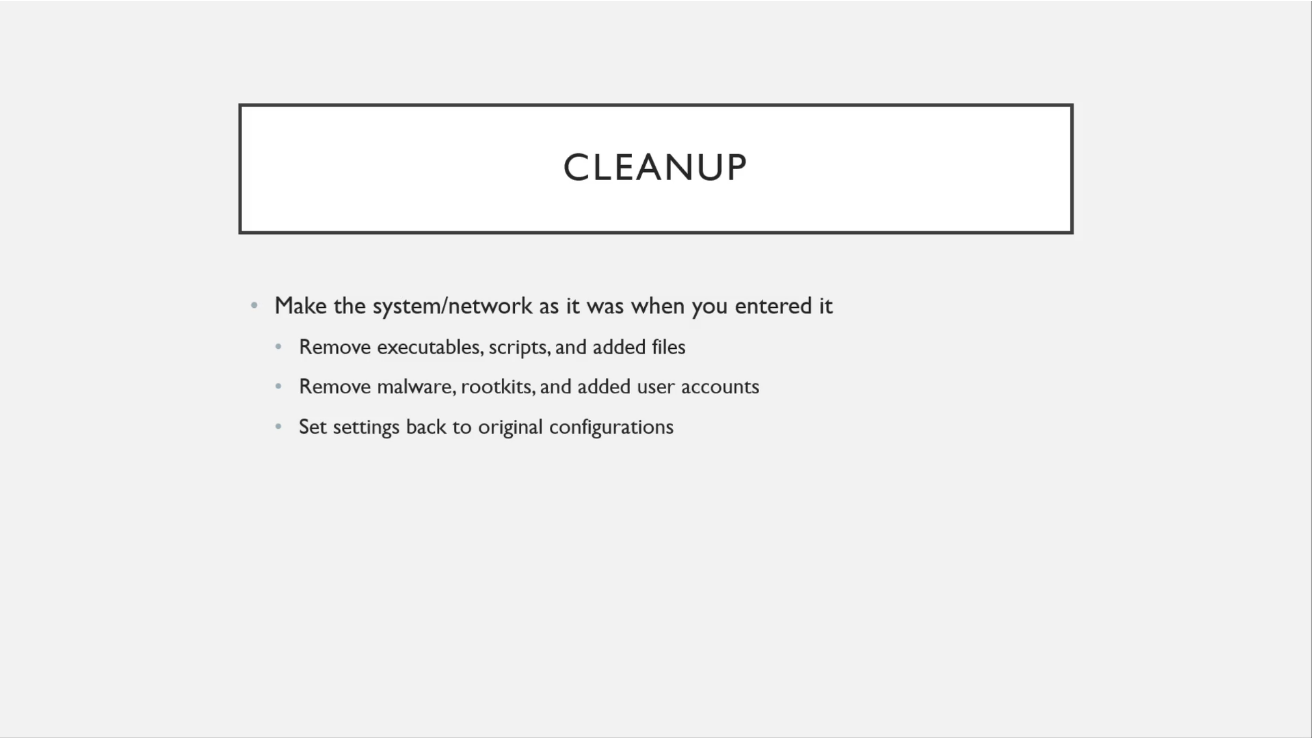 CLEANUP
• Make the system/network as it was when you entered it
• Remove executables, scripts, and added files
• Remove malware, rootkits, and added user accounts
• Set settings back to original configurations